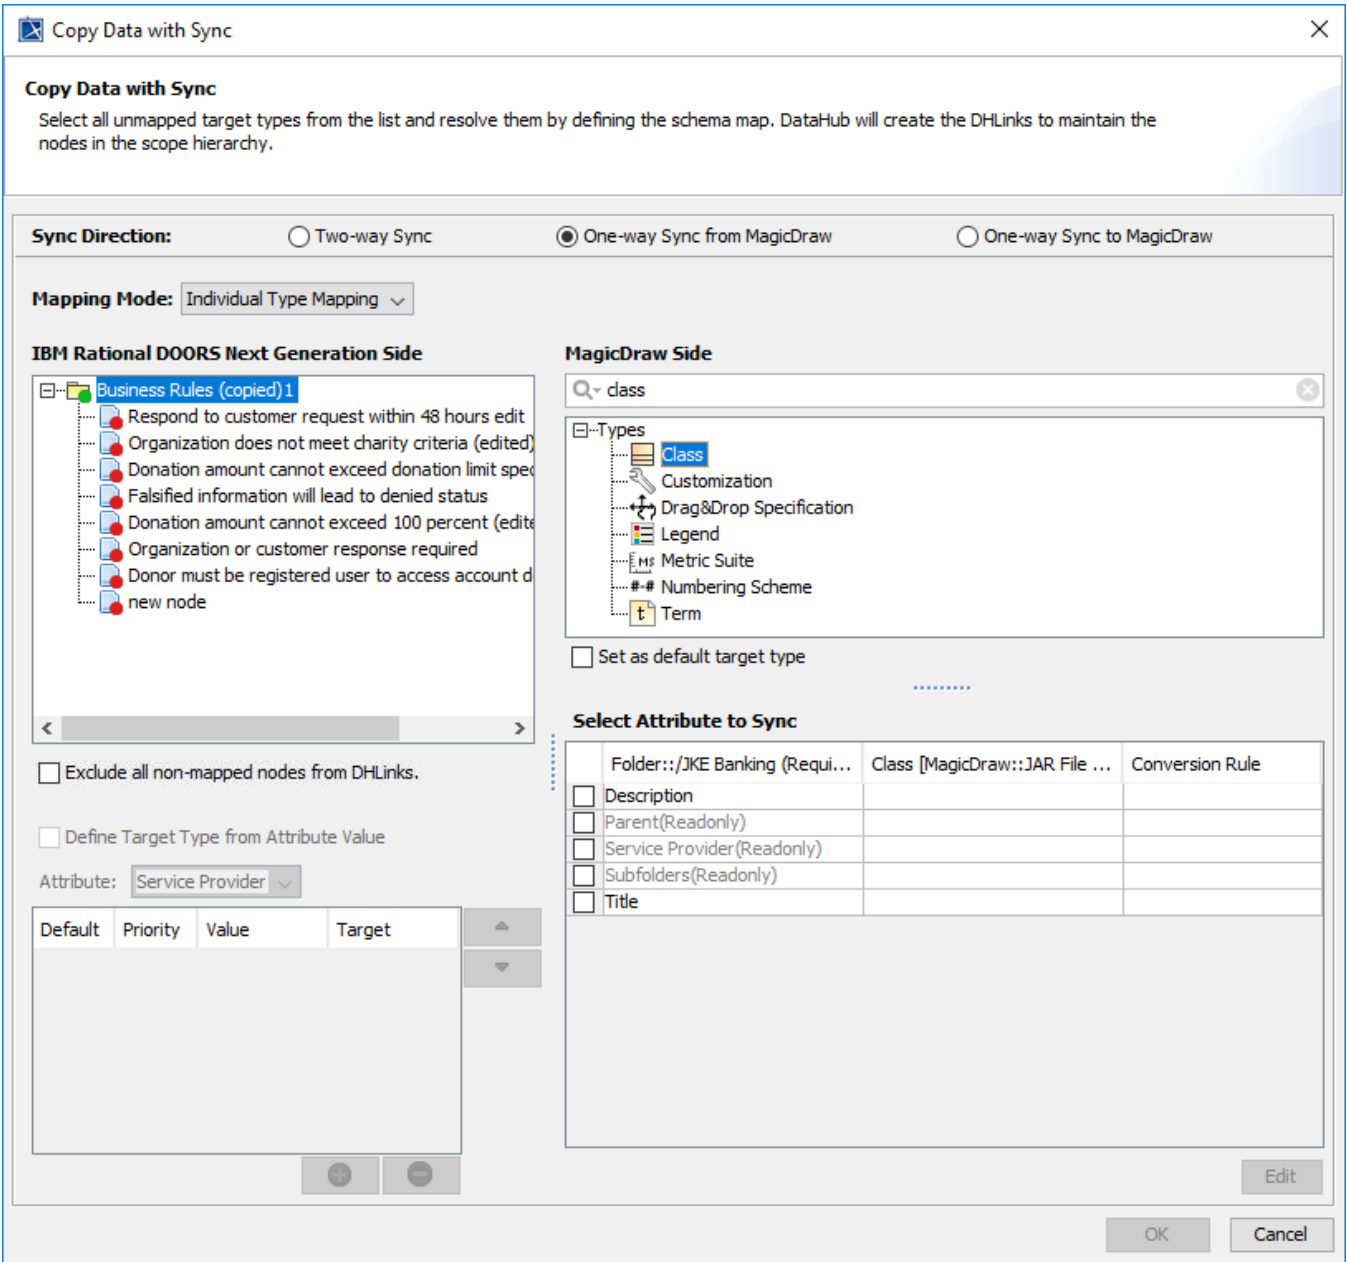 Copy Data with Sync
Copy Data with Sync
Select all unmapped target types from the list and resolve them by defining the schema map. DataHub will create the DHLinks to maintain the
nodes in the scope hierarchy.
Sync Direction: Two-way Sync One-way Sync from MagicDraw One-way Sync to MagicDraw
Mapping Mode: Individual Type Mapping
IBM Rational DOORS Next Generation Side
Business Rules (copied)1
Respond to customer request within 48 hours edit
Organization does not meet charity criteria (edited)
Donation amount cannot exceed donation limit spec
Falsified information will lead to denied status
Donation amount cannot exceed 100 percent (edite
Organization or customer response required
Donor must be registered user to access account d
new node
Exclude all non-mapped nodes from DHLinks.
Define Target Type from Attribute Value
Attribute: Service Provider
Default Priority Value Target
MagicDraw Side
class
Types
Class
Customization
Drag&Drop Specification
Legend
MS Metric Suite
#-# Numbering Scheme
t Term
Set as default target type
Select Attribute to Sync
Folder::/JKE Banking (Requi... Class [MagicDraw::JAR File ... Conversion Rule
Description
Parent(Readonly)
Service Provider(Readonly)
Subfolders(Readonly)
Title
Edit
OK Cancel